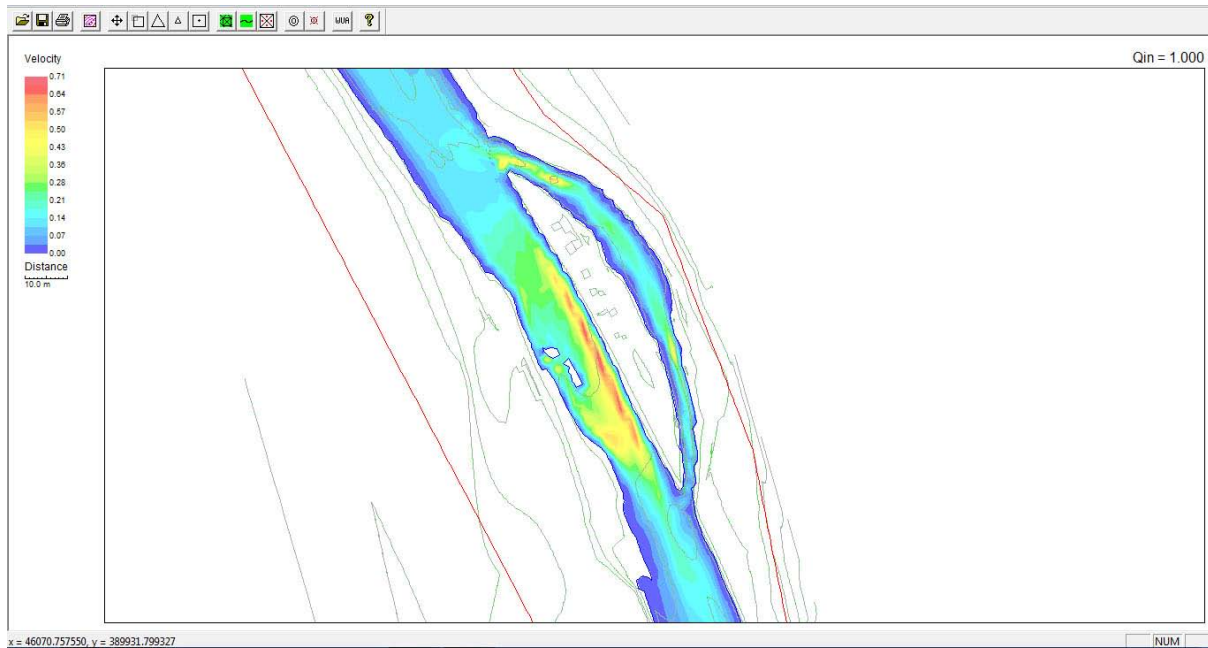 WUA
?
Velocity
Qin = 1.000
0.71
0.64
0.57
0.50
0.43
0.36
0.28
0.21
0.14
0.07
0.00
Distance
10.0 m
x = 46070.757550, y = 389931.799327
NUM